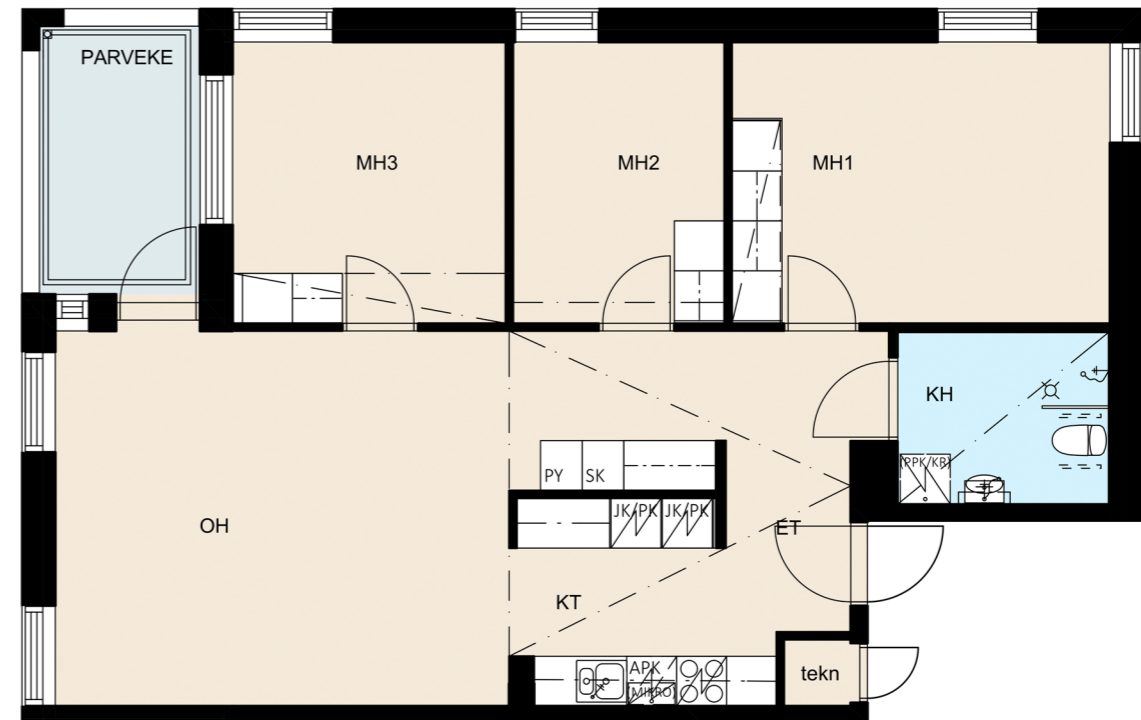 PARVEKE
MH3
MH2
MH1
KH
(PPK/KR)
PY
SK
JK/PK
JK/PK
OH
ET
KT
APK
(MIKRO)
tekn